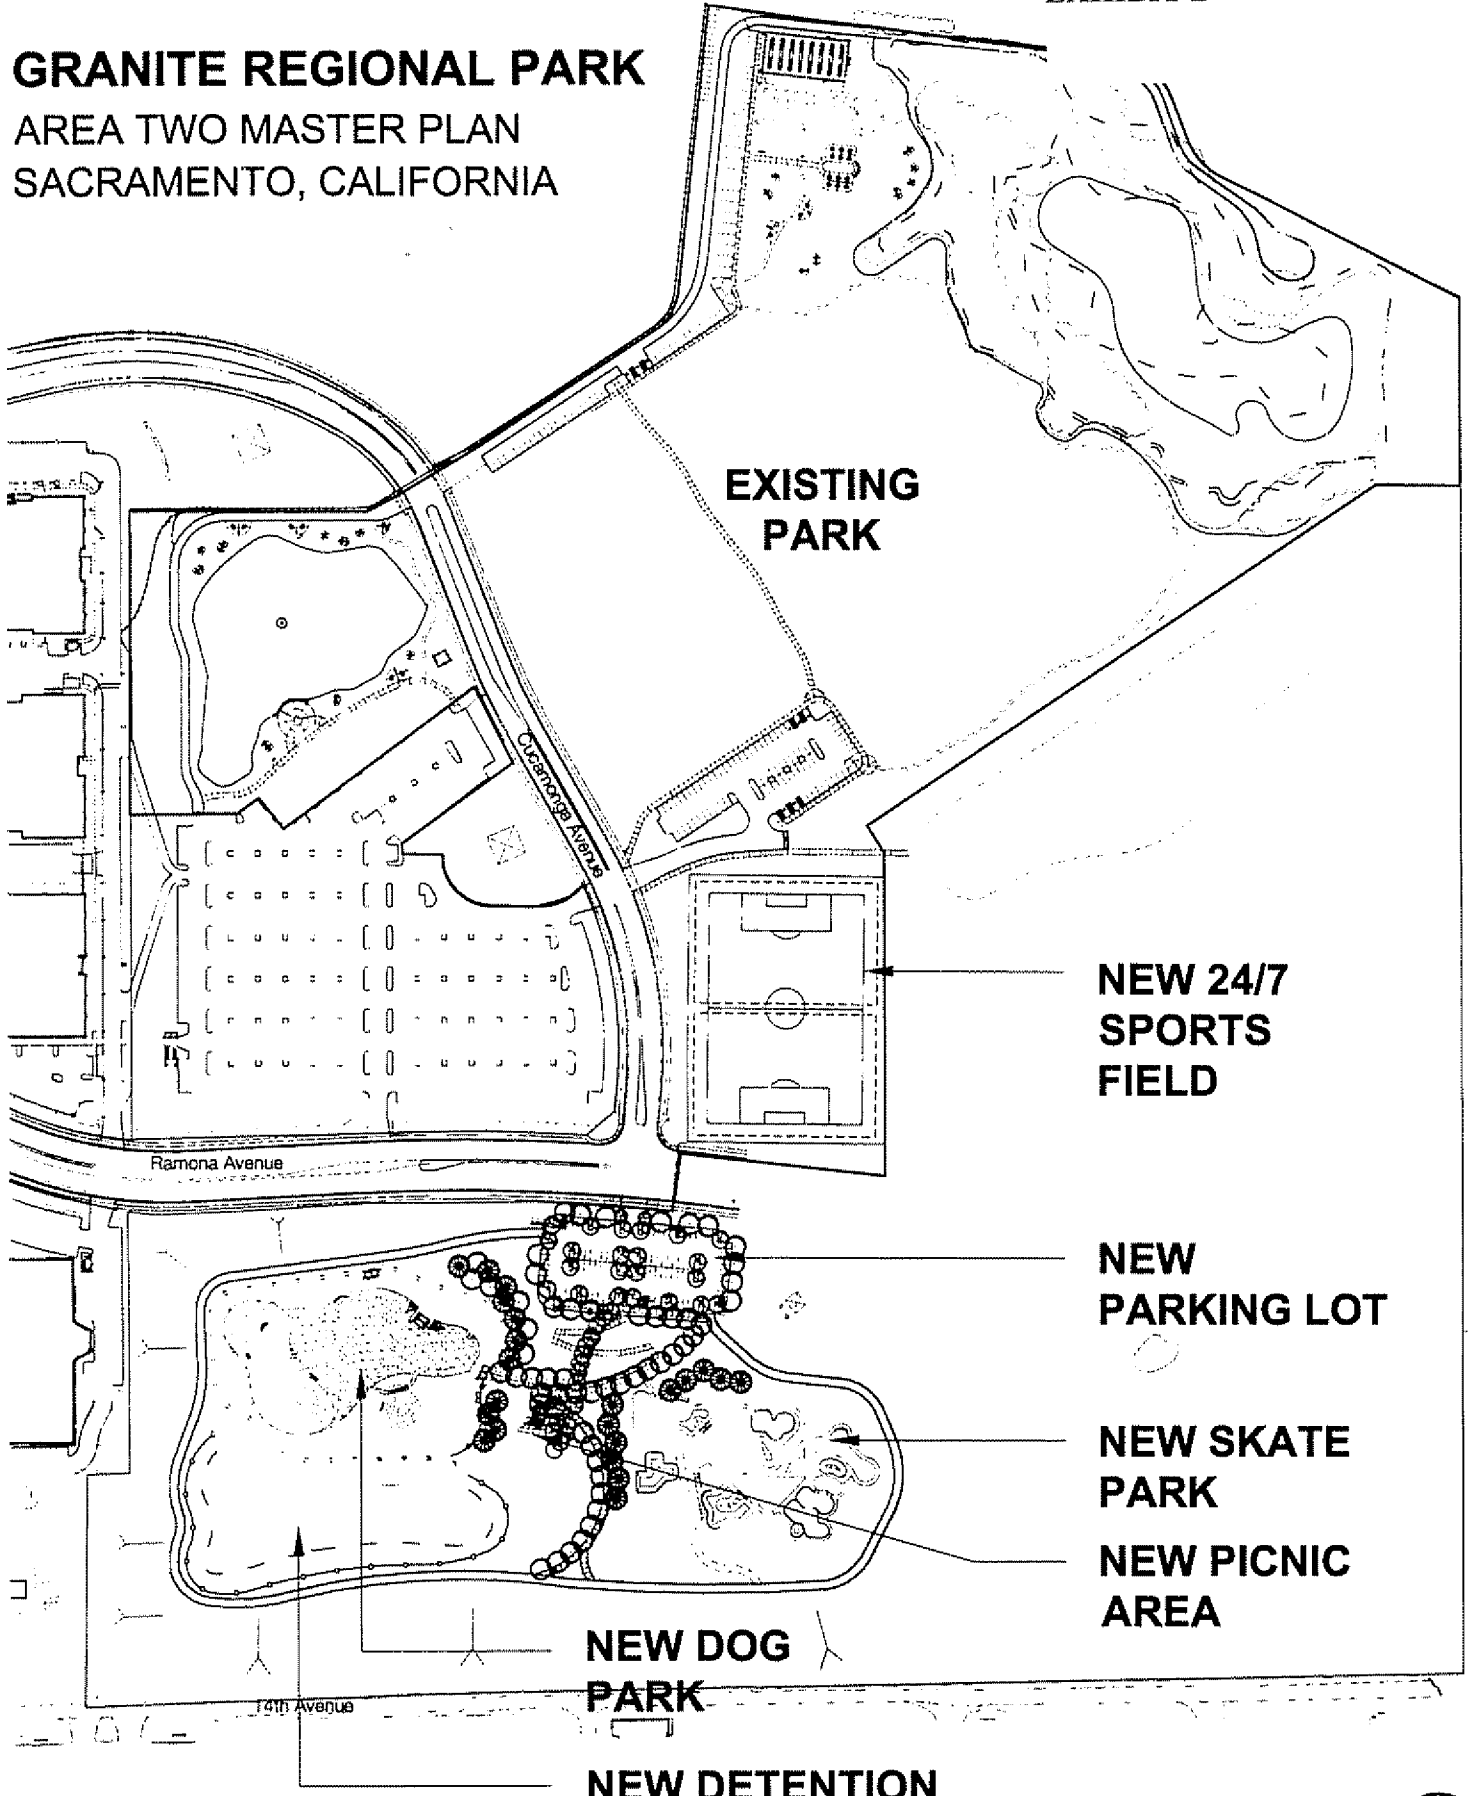 GRANITE REGIONAL PARK
AREA TWO MASTER PLAN
SACRAMENTO, CALIFORNIA
EXISTING
PARK
Cucamonga Avenue
NEW 24/7
SPORTS
FIELD
Ramona Avenue
NEW
PARKING LOT
NEW SKATE
PARK
NEW PICNIC
AREA
NEW DOG
PARK
14th Avenue
NEW DETENTION